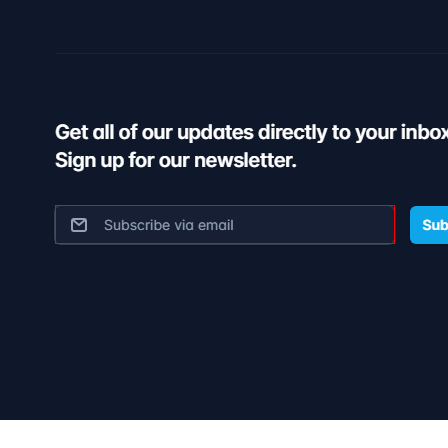 Get all of our updates directly to your inbox
Sign up for our newsletter.
Subscribe via email
Sub